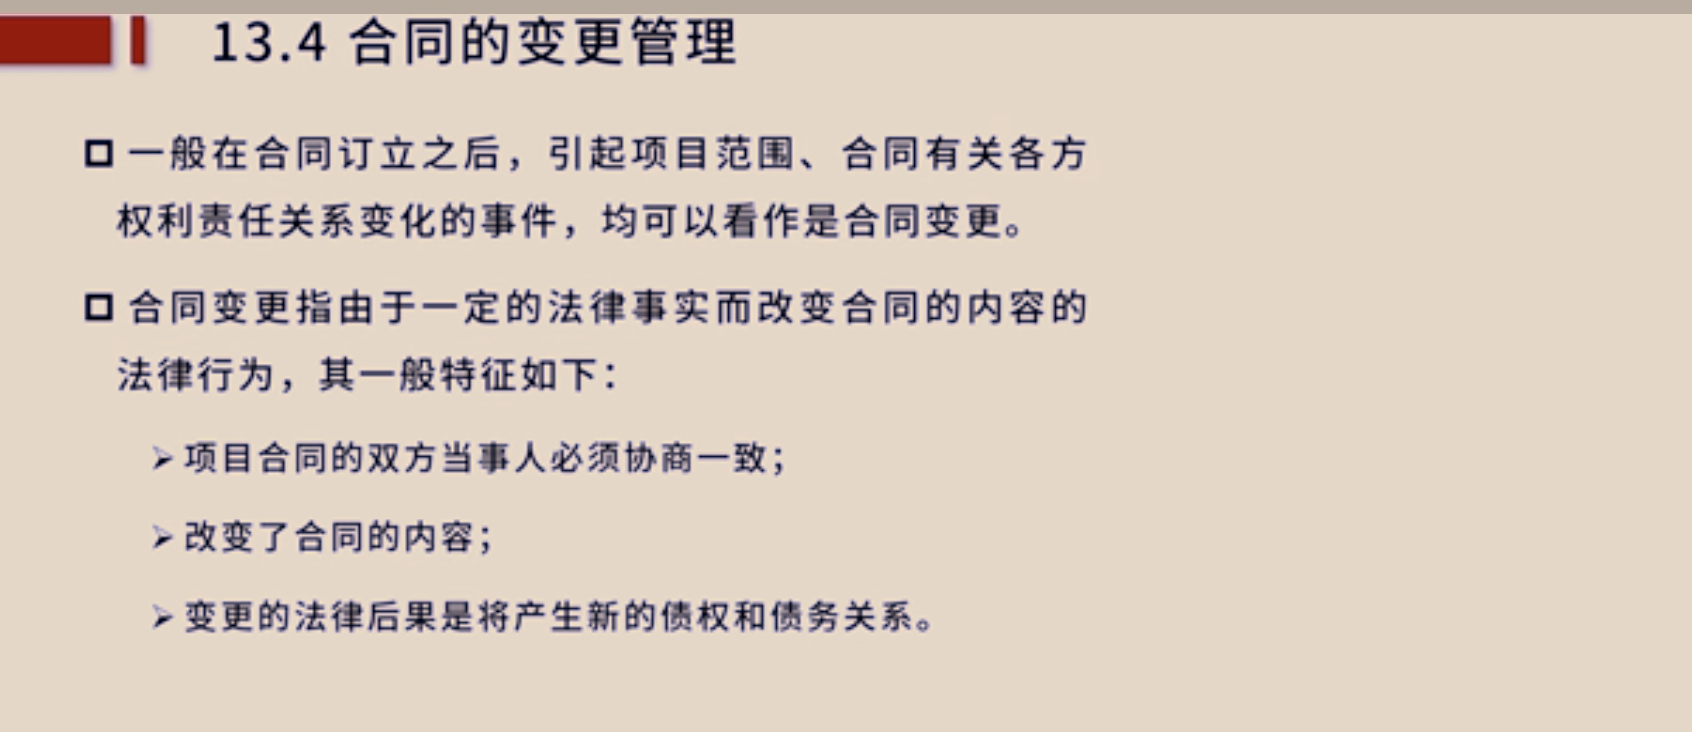 13.4 合同的变更管理
一般在合同订立之后，引起项目范围、合同有关各方
权利责任关系变化的事件，均可以看作是合同变更。
合同变更指由于一定的法律事实而改变合同的内容的
法律行为，其一般特征如下：
项目合同的双方当事人必须协商一致；
改变了合同的内容；
变更的法律后果是将产生新的债权和债务关系。